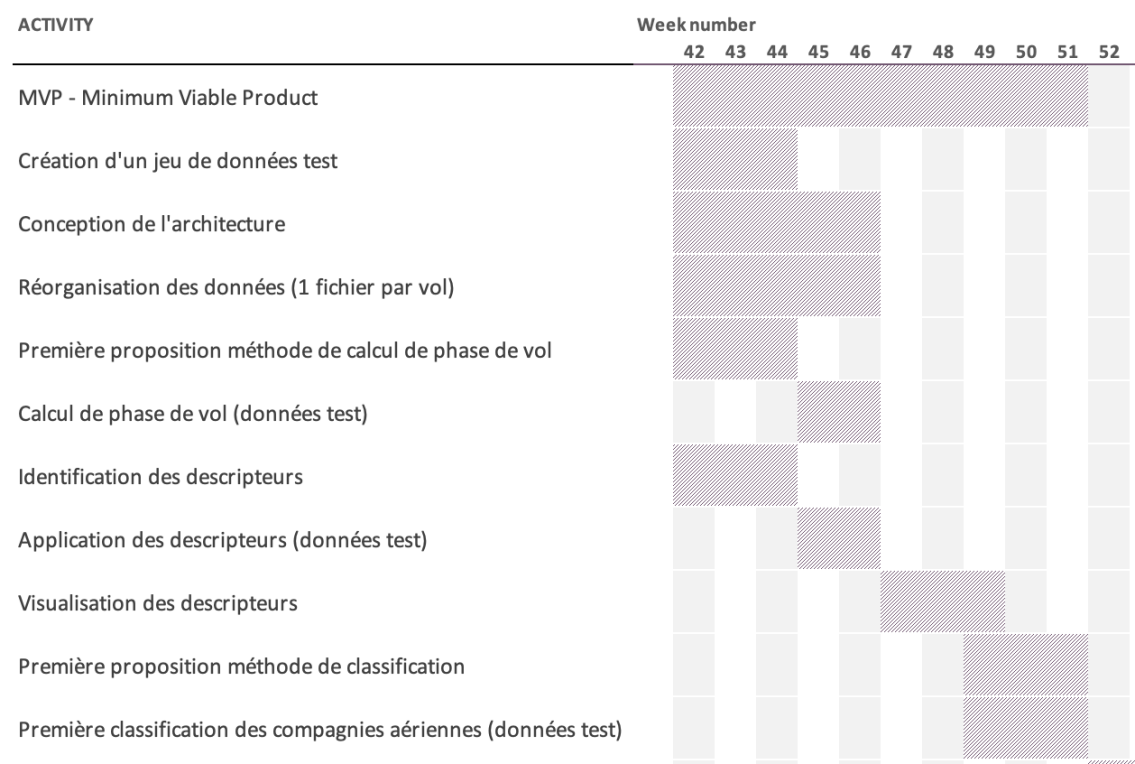 ACTIVITY
Week number
42 43 44 45 46 47 48 49 50 51 52
MVP - Minimum Viable Product
Création d'un jeu de données test
Conception de l'architecture
Réorganisation des données (1 fichier par vol)
Première proposition méthode de calcul de phase de vol
Calcul de phase de vol (données test)
Identification des descripteurs
Application des descripteurs (données test)
Visualisation des descripteurs
Première proposition méthode de classification
Première classification des compagnies aériennes (données test)